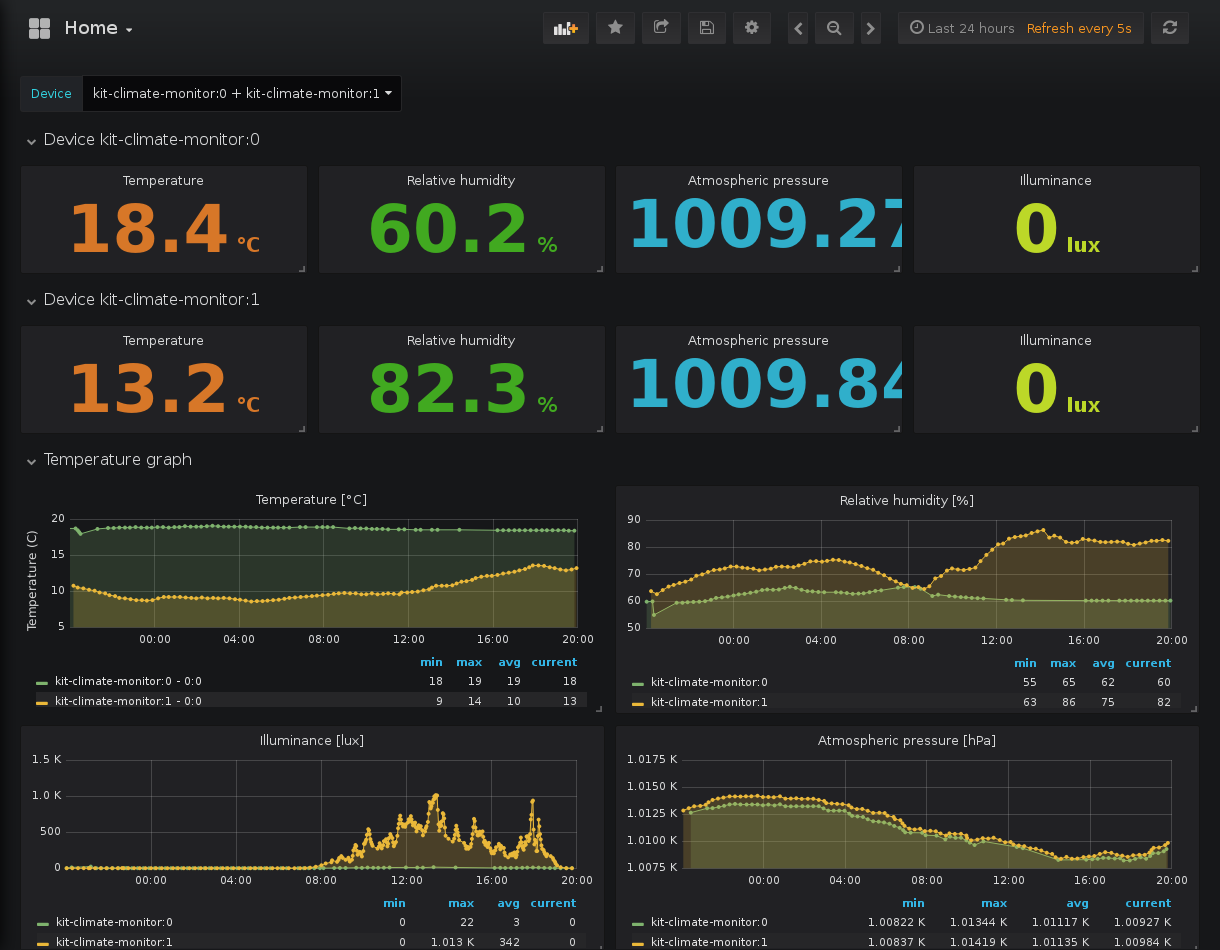 Home
Last 24 hours Refresh every 5s
Device kit-climate-monitor:0 + kit-climate-monitor:1
Device kit-climate-monitor:0
Temperature Relative humidity Atmospheric pressure Illuminance
18.4 °C 60.2 % 1009.27 0 lux
Device kit-climate-monitor:1
Temperature Relative humidity Atmospheric pressure Illuminance
13.2 °C 82.3 % 1009.84 0 lux
Temperature graph
Temperature [°C]
Temperature (C)
20
15
10
5
00:00 04:00 08:00 12:00 16:00 20:00
min max avg current
kit-climate-monitor:0 - 0:0 18 19 19 18
kit-climate-monitor:1 - 0:0 9 14 10 13
Relative humidity [%]
90
80
70
60
50
00:00 04:00 08:00 12:00 16:00 20:00
min max avg current
kit-climate-monitor:0 55 65 62 60
kit-climate-monitor:1 63 86 75 82
Illuminance [lux]
1.5 K
1.0 K
500
0
00:00 04:00 08:00 12:00 16:00 20:00
min max avg current
kit-climate-monitor:0 0 22 3 0
kit-climate-monitor:1 0 1.013 K 342 0
Atmospheric pressure [hPa]
1.0175 K
1.0150 K
1.0125 K
1.0100 K
1.0075 K
00:00 04:00 08:00 12:00 16:00 20:00
min max avg current
kit-climate-monitor:0 1.00822 K 1.01344 K 1.01117 K 1.00927 K
kit-climate-monitor:1 1.00837 K 1.01419 K 1.01135 K 1.00984 K